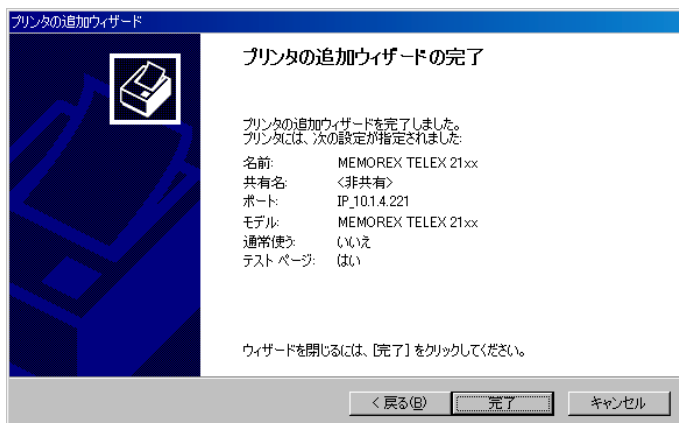 プリンタの追加ウィザード
プリンタの追加ウィザードの完了
プリンタの追加ウィザードを完了しました。
プリンタには、次の設定が指定されました:
名前: MEMOREX TELEX 21xx
共有名: <非共有>
ポート: IP_10.1.4.221
モデル: MEMOREX TELEX 21xx
通常使う: いいえ
テスト ページ: はい
ウィザードを閉じるには、[完了] をクリックしてください。
< 戻る(B) 完了 キャンセル